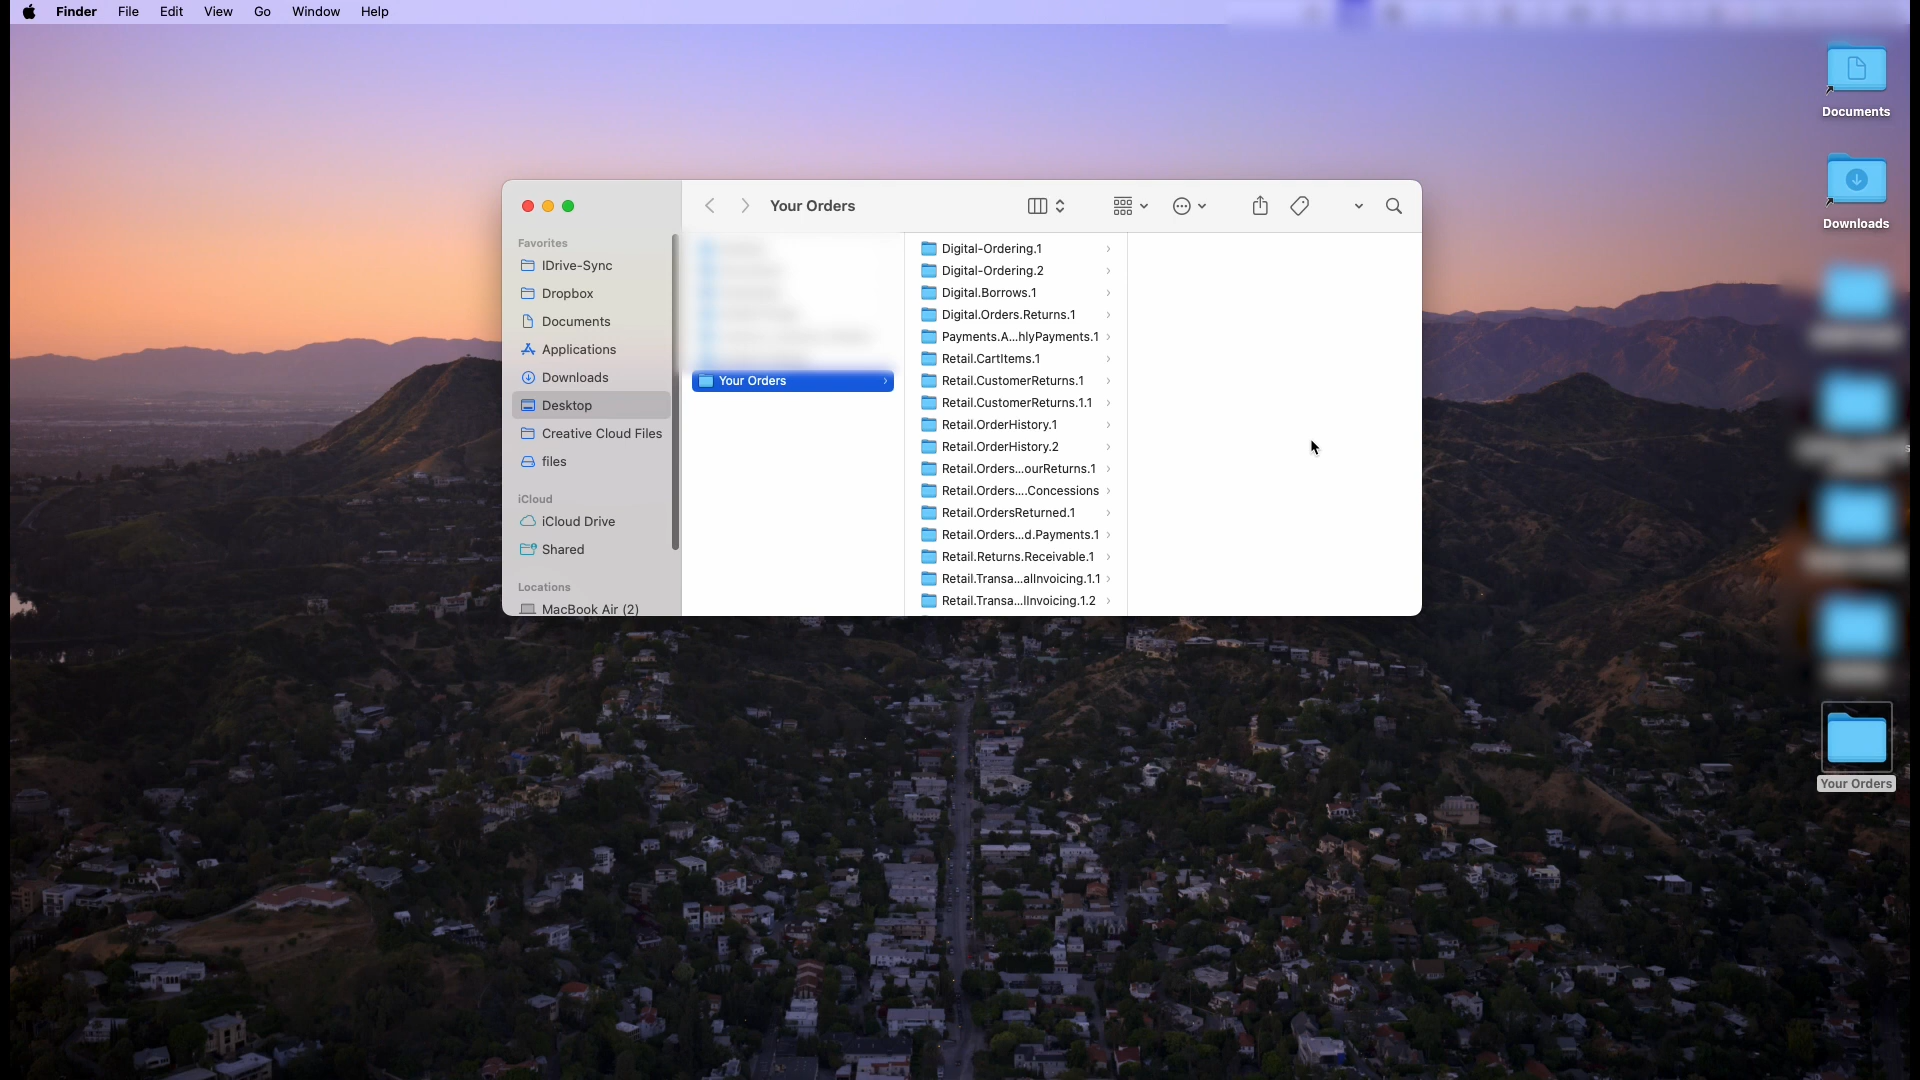 Finder File Edit View Go Window Help
Documents
Downloads
Your Orders
Favorites
IDrive-Sync
Dropbox
Documents
Applications
Downloads
Desktop
Creative Cloud Files
files
iCloud
iCloud Drive
Shared
Locations
MacBook Air (2)
Your Orders
Digital-Ordering.1
Digital-Ordering.2
Digital.Borrows.1
Digital.Orders.Returns.1
Payments.A...hlyPayments.1
Retail.CartItems.1
Retail.CustomerReturns.1
Retail.CustomerReturns.1.1
Retail.OrderHistory.1
Retail.OrderHistory.2
Retail.Orders...ourReturns.1
Retail.Orders....Concessions
Retail.OrdersReturned.1
Retail.Orders...d.Payments.1
Retail.Returns.Receivable.1
Retail.Transa...alInvoicing.1.1
Retail.Transa...lInvoicing.1.2
Your Orders